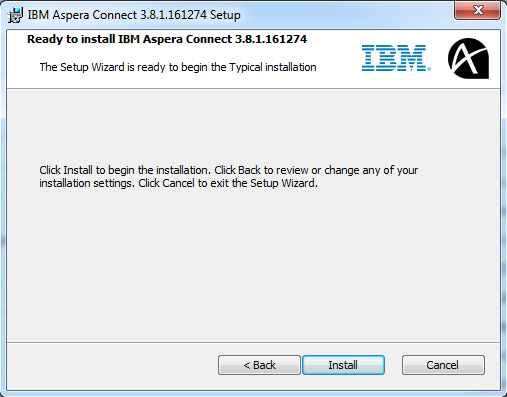 IBM Aspera Connect 3.8.1.161274 Setup
Ready to install IBM Aspera Connect 3.8.1.161274
The Setup Wizard is ready to begin the Typical installation
IBM
Click Install to begin the installation. Click Back to review or change any of your
installation settings. Click Cancel to exit the Setup Wizard.
< Back
Install
Cancel